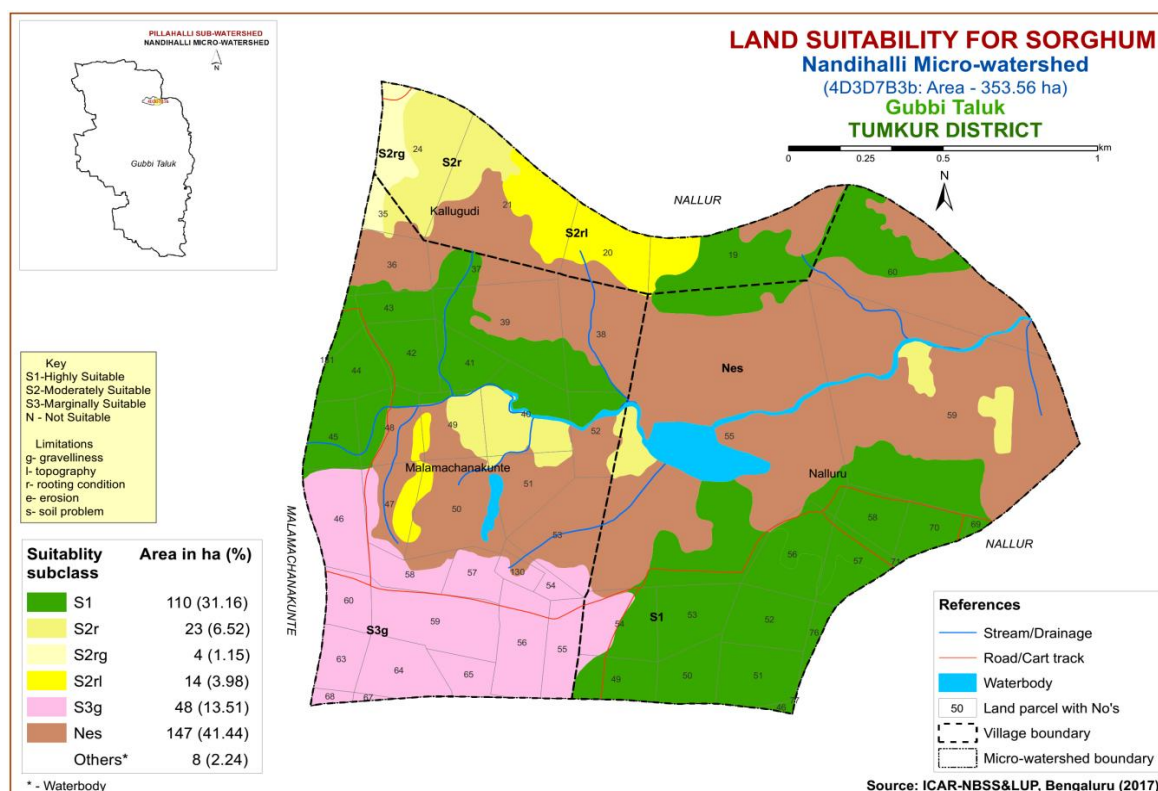 PILLAHALLI SUB-WATERSHED
NANDIHALLI MICRO-WATERSHED
N
Gubbi Taluk
LAND SUITABILITY FOR SORGHUM
Nandihalli Micro-watershed
(4D3D7B3b: Area - 353.56 ha)
Gubbi Taluk
TUMKUR DISTRICT
km
0 0.25 0.5 1
N
S2rg
24
S2r
35
Kallugudi
21
S2rl
20
NALLUR
19
60
36
37
43
39
38
42
41
44
45
48
49
40
52
Nes
55
59
Malamachanakunte
51
50
47
53
Nalluru
46
58
57
130
54
58
70
69
NALLUR
56
57
60
59
S3g
56
55
54
S1
53
52
76
63
64
65
49
50
51
68
67
46
MALAMACHANAKUNTE
Key
S1-Highly Suitable
S2-Moderately Suitable
S3-Marginally Suitable
N - Not Suitable
Limitations
g- gravelliness
l- topography
r- rooting condition
e- erosion
s- soil problem
Suitablity subclass Area in ha (%)
S1 110 (31.16)
S2r 23 (6.52)
S2rg 4 (1.15)
S2rl 14 (3.98)
S3g 48 (13.51)
Nes 147 (41.44)
Others* 8 (2.24)
* - Waterbody
References
Stream/Drainage
Road/Cart track
Waterbody
50 Land parcel with No's
Village boundary
Micro-watershed boundary
Source: ICAR-NBSS&LUP, Bengaluru (2017)